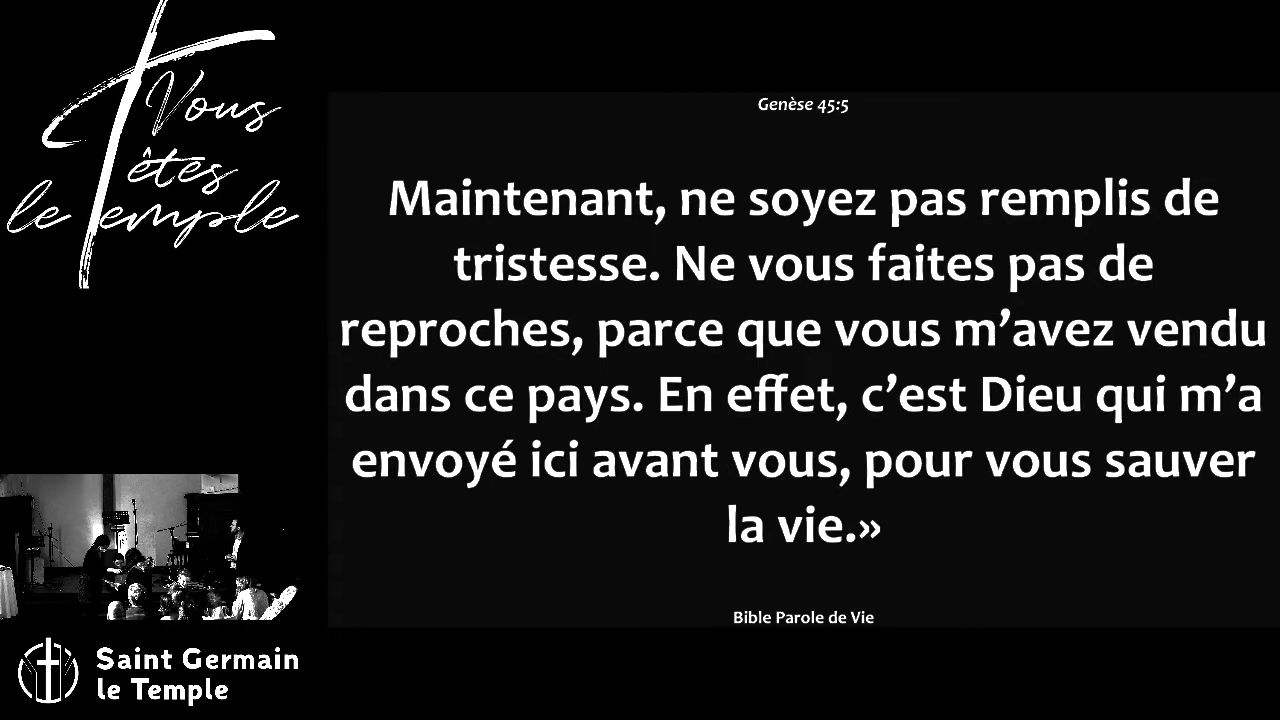 Vous
êtes
le Temple
Genèse 45:5
Maintenant, ne soyez pas remplis de
tristesse. Ne vous faites pas de
reproches, parce que vous m’avez vendu
dans ce pays. En effet, c’est Dieu qui m’a
envoyé ici avant vous, pour vous sauver
la vie.»
Bible Parole de Vie
Saint Germain
le Temple